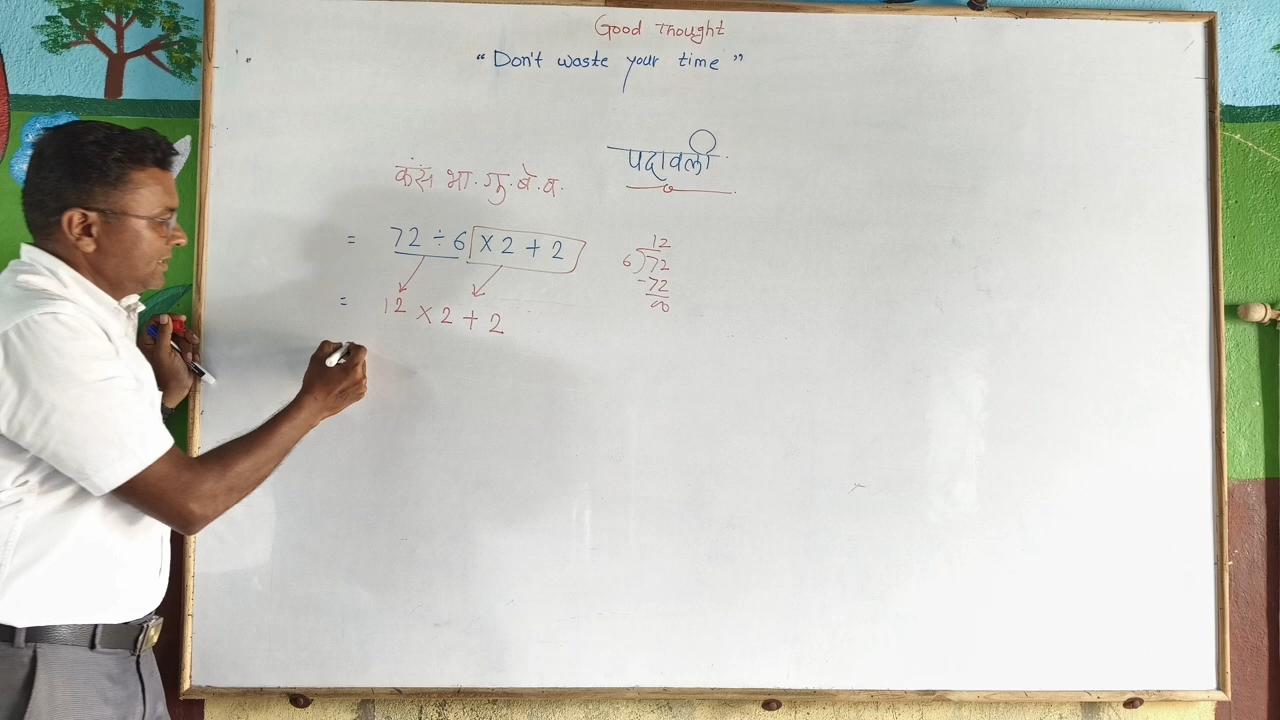 Good Thought
“Don't waste your time”
पदावली
कंस भा. गु. बे. व.
= 72 ÷ 6 × 2 + 2
= 12 × 2 + 2
12
6)72
-72
00